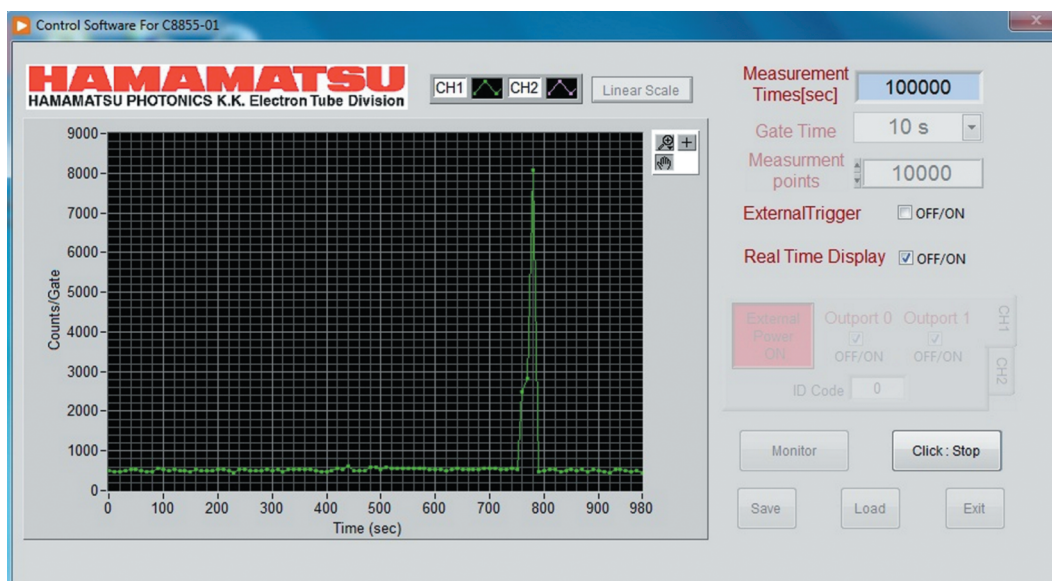 Control Software For C8855-01
x
HAMAMATSU
HAMAMATSU PHOTONICS K.K. Electron Tube Division
CH1
CH2
Linear Scale
9000
8000
7000
6000
5000
4000
3000
2000
1000
0
Counts/Gate
0 100 200 300 400 500 600 700 800 900 980
Time (sec)
Measurement
Times[sec]
100000
Gate Time
10 s
Measurment
points
10000
ExternalTrigger
OFF/ON
Real Time Display
OFF/ON
External
Power
ON
Outport 0
OFF/ON
Outport 1
OFF/ON
ID Code
0
CH1
CH2
Monitor
Click : Stop
Save
Load
Exit